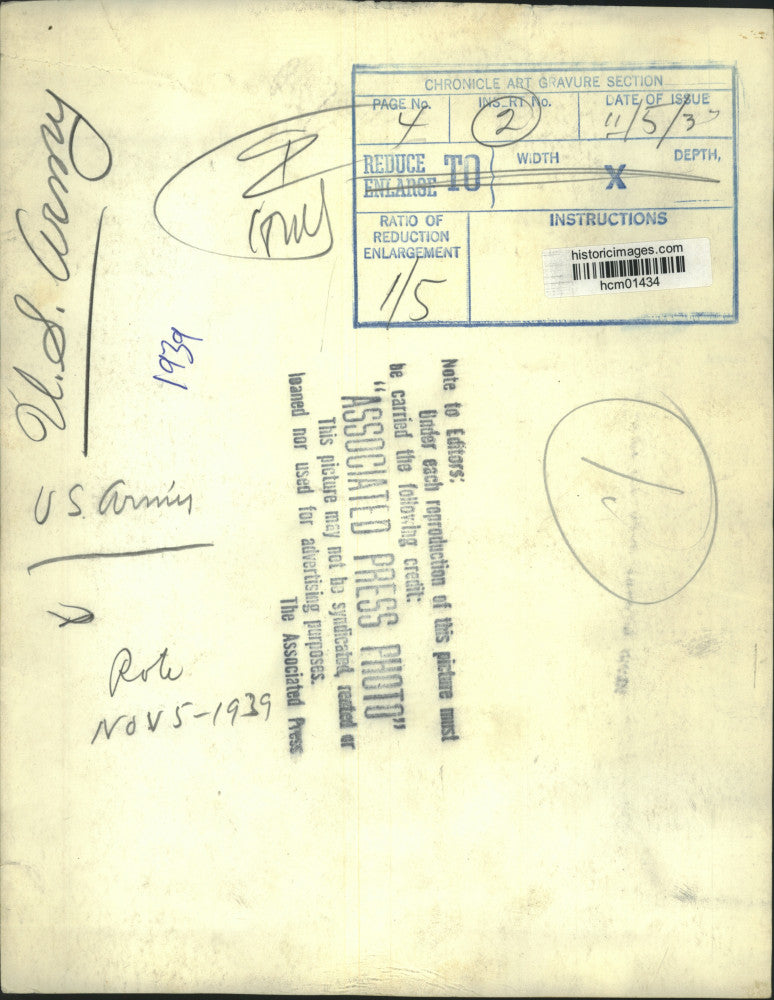 CHRONICLE ART GRAVURE SECTION
PAGE No. INSERT No. DATE OF ISSUE
4 2 11/5/3
REDUCE ENLARGE TO WIDTH X DEPTH,
RATIO OF REDUCTION ENLARGEMENT
INSTRUCTIONS
1/5
historicimages.com
hcm01434
U.S. Army
1939
US Army
Roto
NOV 5-1939
Note to Editors:
Under each reproduction of this picture must
be carried the following credit:
"ASSOCIATED PRESS PHOTO"
This picture may not be syndicated, rented or
loaned nor used for advertising purposes.
The Associated Press